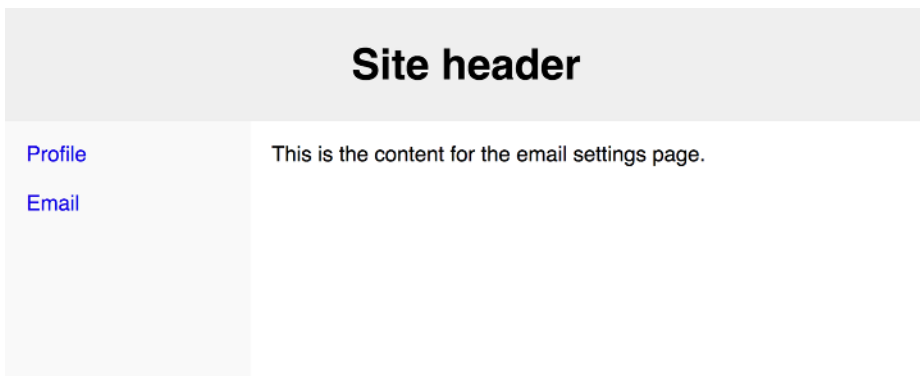 Site header
Profile
This is the content for the email settings page.
Email